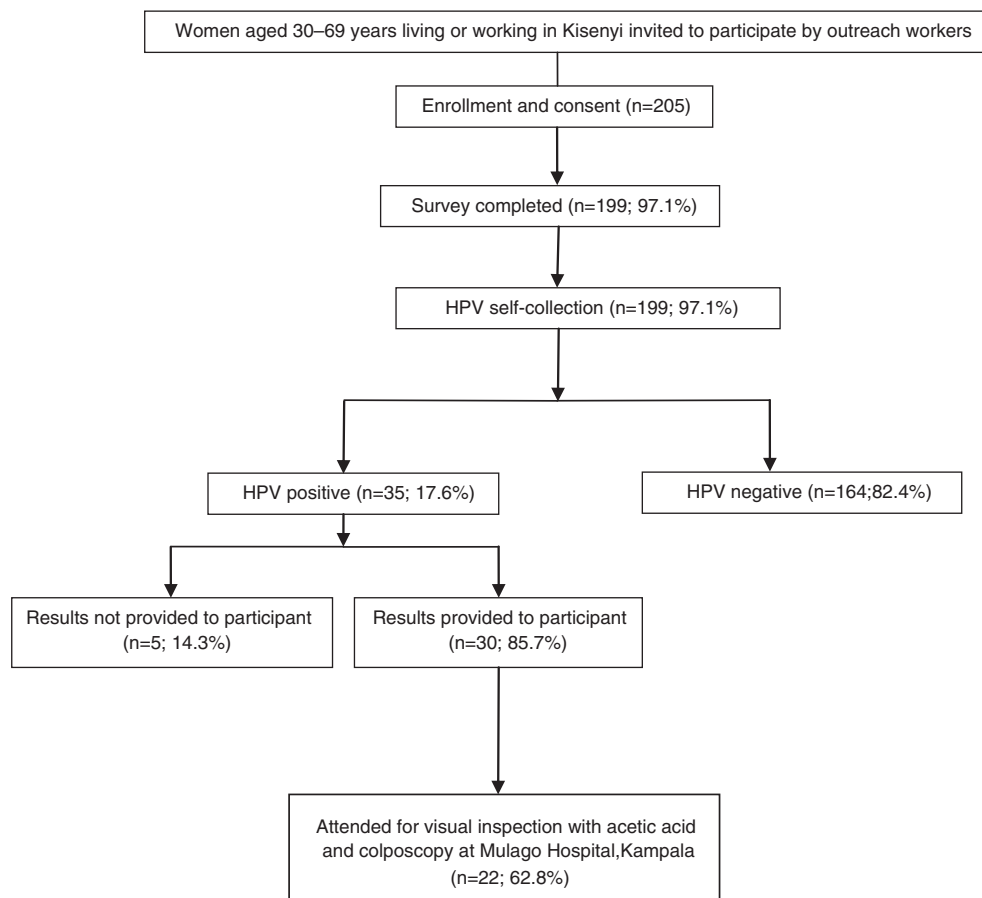 Women aged 30–69 years living or working in Kisenyi invited to participate by outreach workers
Enrollment and consent (n=205)
Survey completed (n=199; 97.1%)
HPV self-collection (n=199; 97.1%)
HPV positive (n=35; 17.6%)
HPV negative (n=164;82.4%)
Results not provided to participant
(n=5; 14.3%)
Results provided to participant
(n=30; 85.7%)
Attended for visual inspection with acetic acid
and colposcopy at Mulago Hospital,Kampala
(n=22; 62.8%)